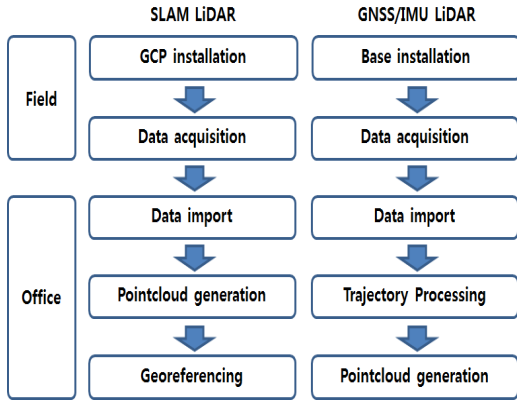 SLAM LiDAR
GNSS/IMU LiDAR
Field
GCP installation
Base installation
Data acquisition
Data acquisition
Office
Data import
Data import
Pointcloud generation
Trajectory Processing
Georeferencing
Pointcloud generation